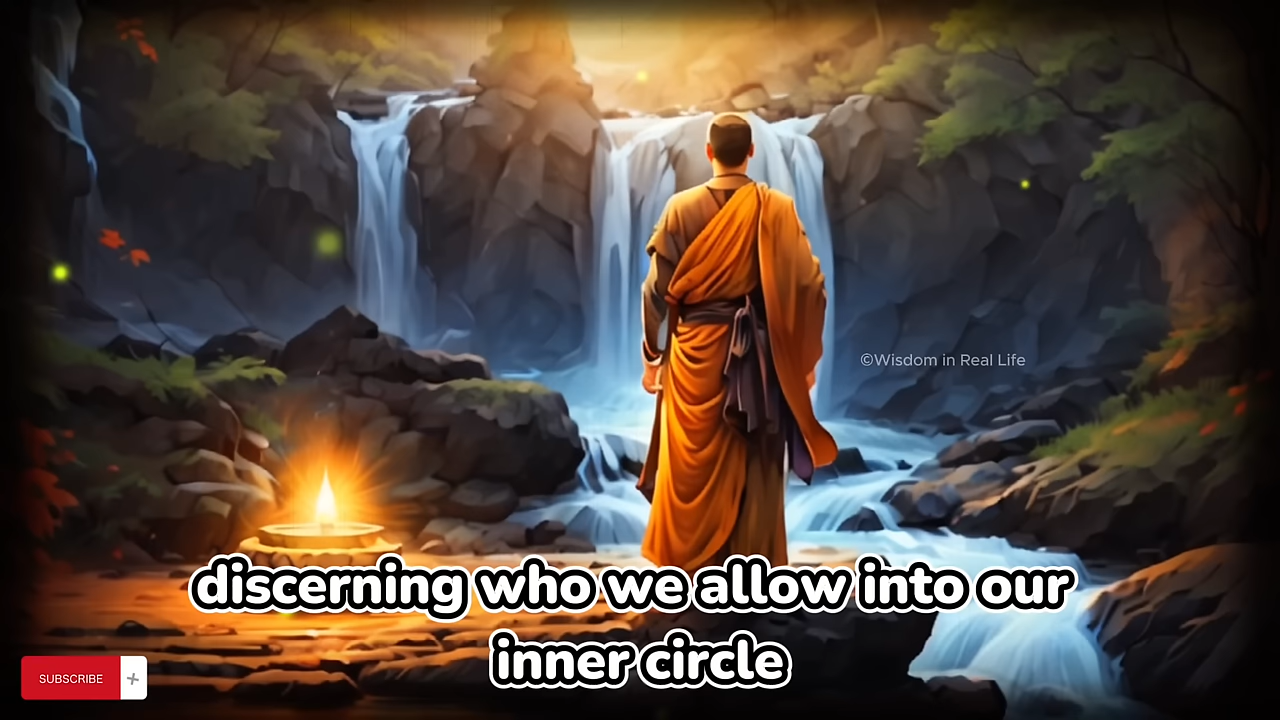 ©Wisdom in Real Life
discerning who we allow into our
inner circle
SUBSCRIBE